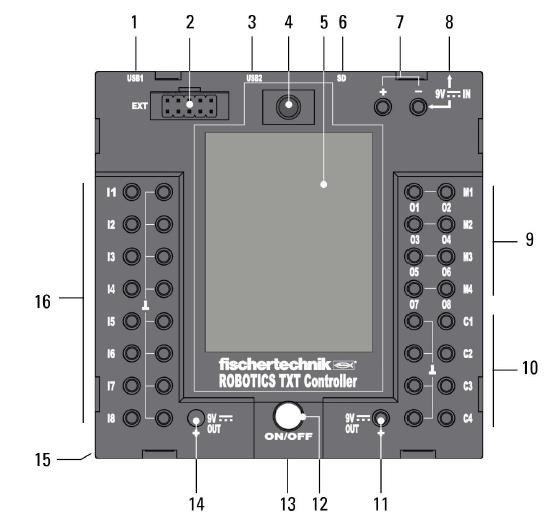 1 2 3 4 5 6 7 8
USB1 USB2 SD
EXT
+ −
9V IN
I1 M1
O1 O2
I2 M2
O3 O4
I3 M3
O5 O6
I4 M4
O7 O8
I5 C1
I6 C2
I7 C3
I8 C4
9
10
16
fischertechnik
ROBOTICS TXT Controller
9V OUT +
ON/OFF
9V OUT +
15
14 13 12 11